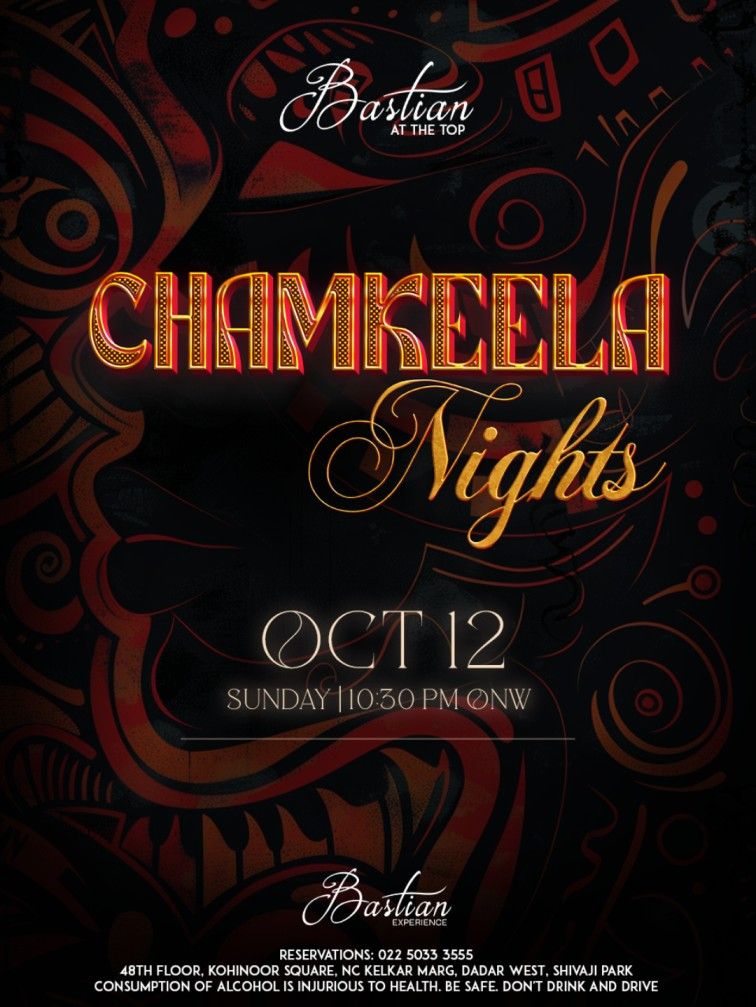 Bastian
AT THE TOP
CHAMKEELA
Nights
OCT 12
SUNDAY | 10:30 PM ONW
Bastian
EXPERIENCE
RESERVATIONS: 022 5033 3555
48TH FLOOR, KOHINOOR SQUARE, NC KELKAR MARG, DADAR WEST, SHIVAJI PARK
CONSUMPTION OF ALCOHOL IS INJURIOUS TO HEALTH. BE SAFE. DON'T DRINK AND DRIVE